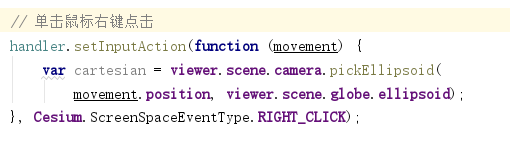 // 单击鼠标右键点击
handler.setInputAction(function (movement) {
    var cartesian = viewer.scene.camera.pickEllipsoid(
        movement.position, viewer.scene.globe.ellipsoid);
}, Cesium.ScreenSpaceEventType.RIGHT_CLICK);